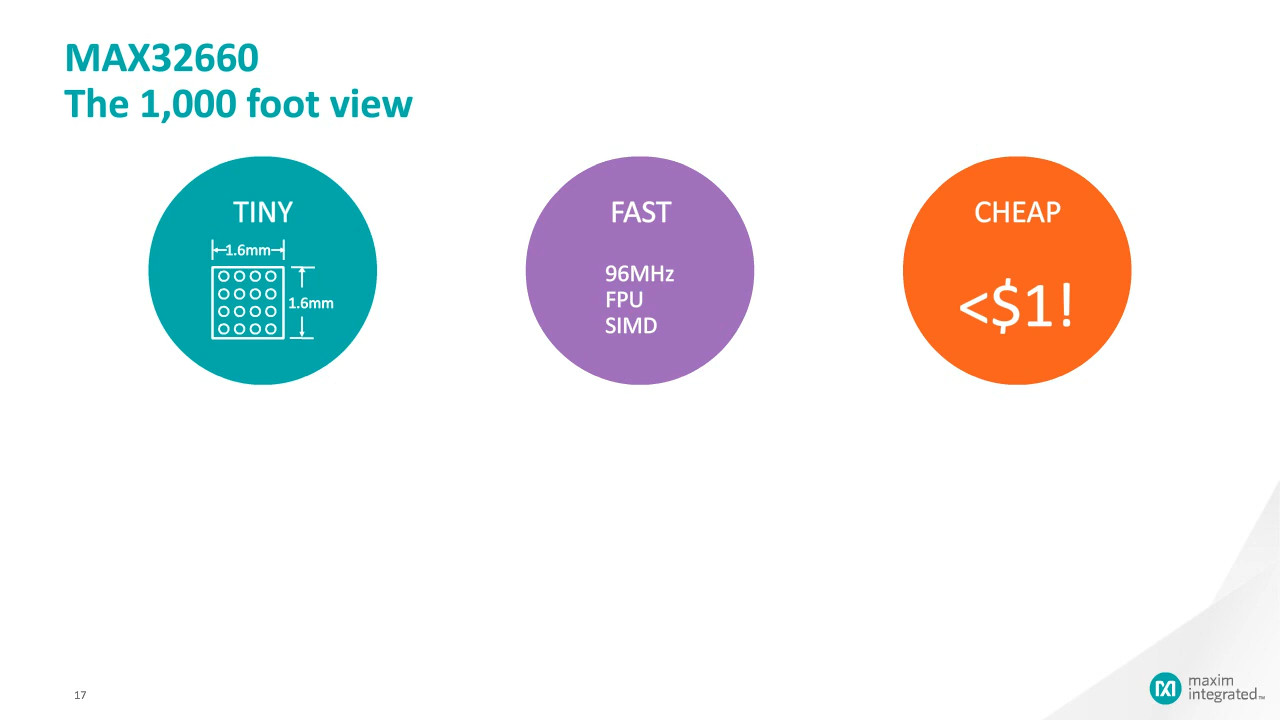 MAX32660
The 1,000 foot view
TINY
1.6mm
1.6mm
FAST
96MHz
FPU
SIMD
CHEAP
<$1!
17
maxim
integrated™